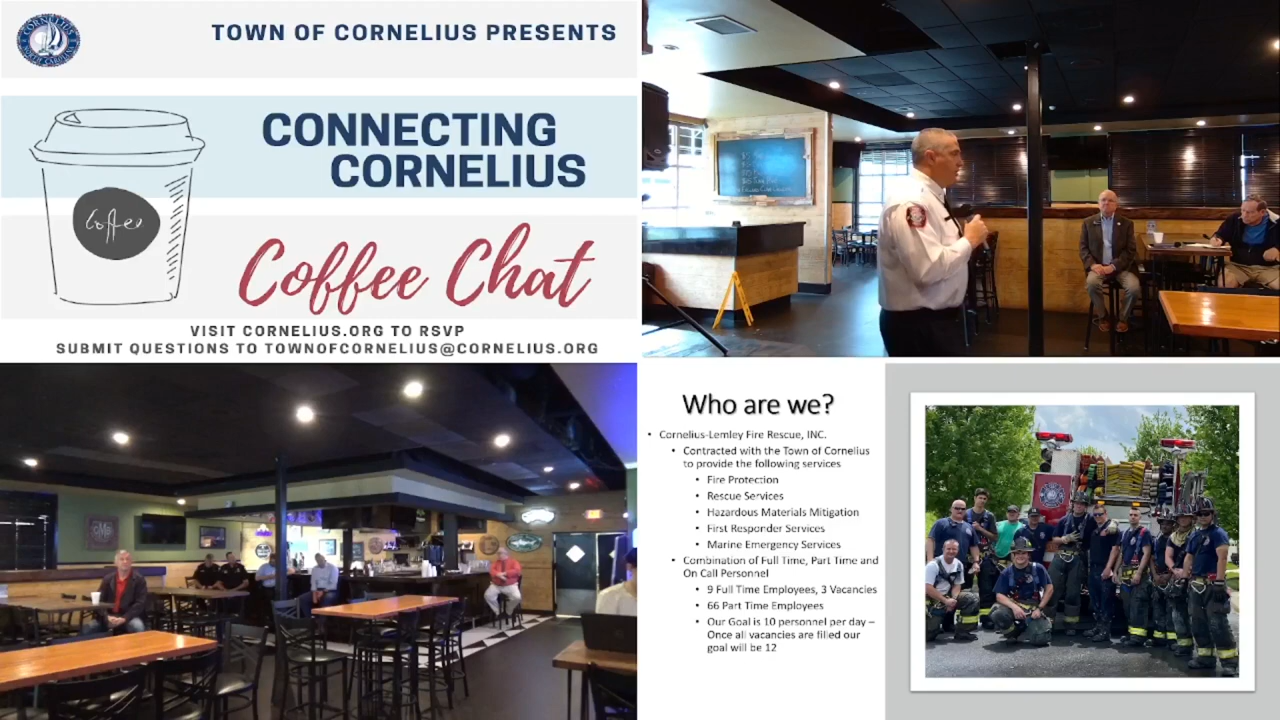 TOWN OF CORNELIUS PRESENTS
CONNECTING
CORNELIUS
Coffee
Coffee Chat
VISIT CORNELIUS.ORG TO RSVP
SUBMIT QUESTIONS TO TOWNOFCORNELIUS@CORNELIUS.ORG
Who are we?
• Cornelius-Lemley Fire Rescue, INC.
• Contracted with the Town of Cornelius
to provide the following services
• Fire Protection
• Rescue Services
• Hazardous Materials Mitigation
• First Responder Services
• Marine Emergency Services
• Combination of Full Time, Part Time and
On Call Personnel
• 9 Full Time Employees, 3 Vacancies
• 66 Part Time Employees
• Our Goal is 10 personnel per day –
Once all vacancies are filled our
goal will be 12